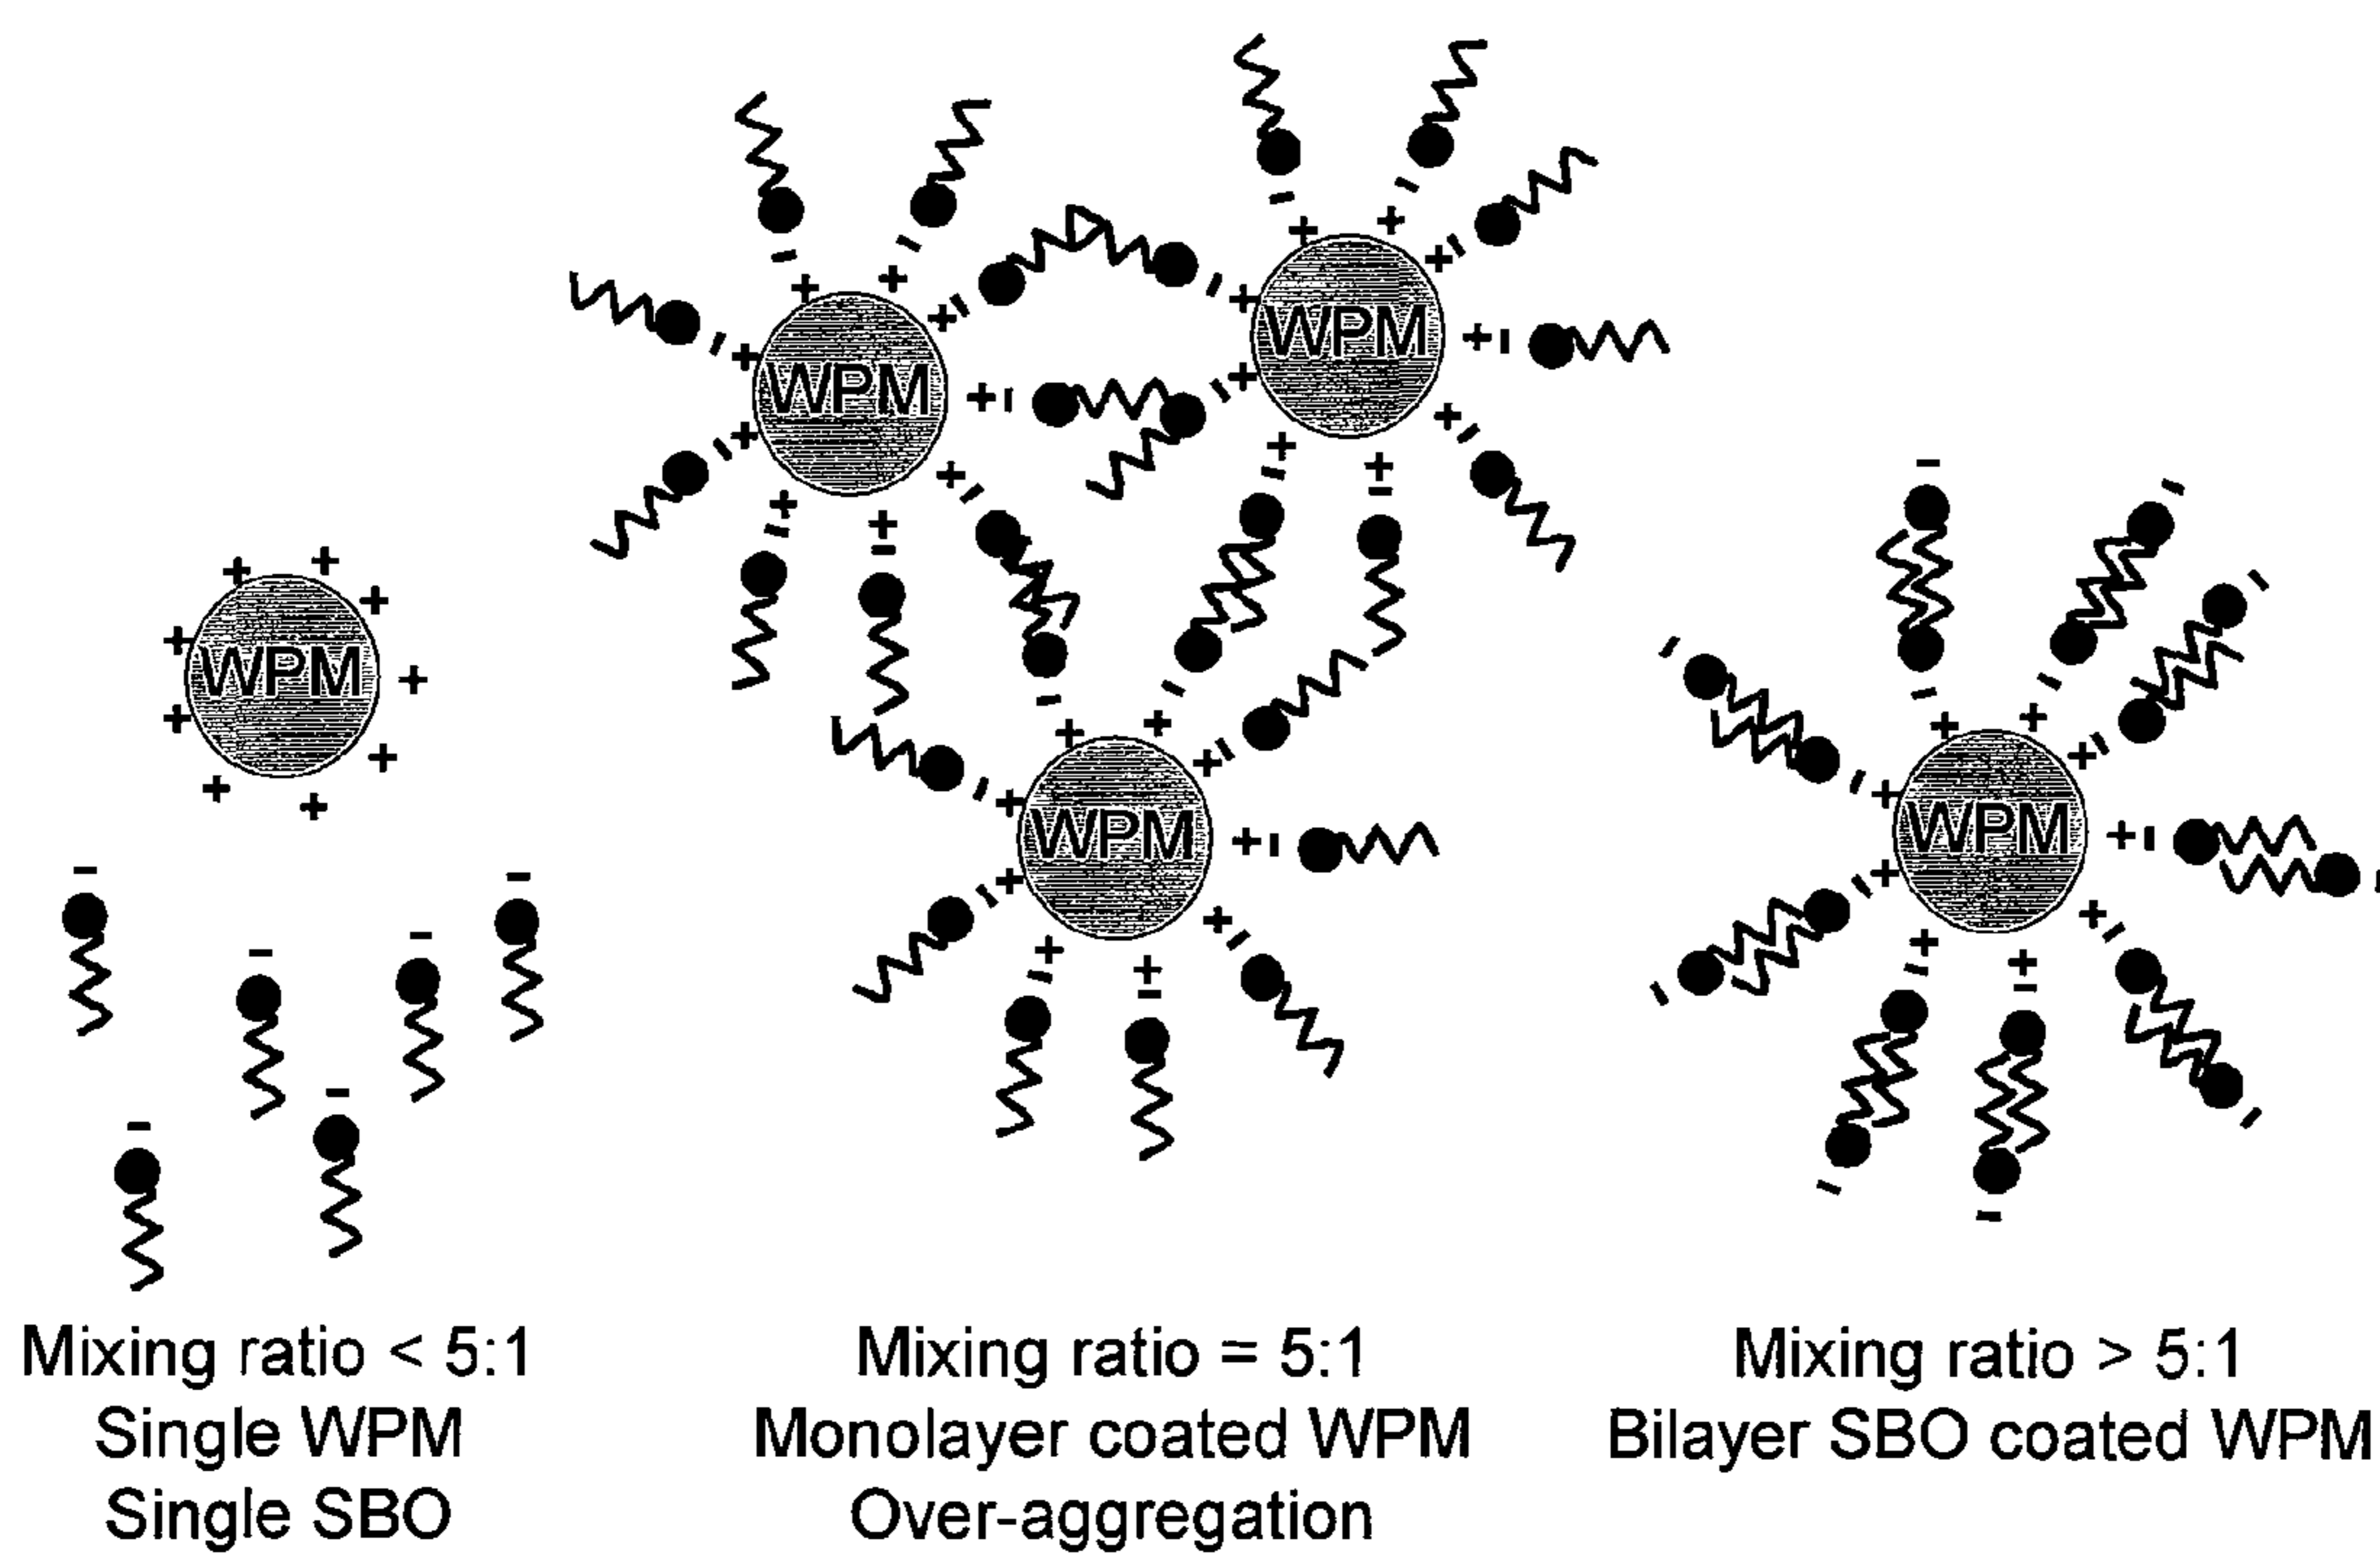 WPM
WPM
WPM
WPM
WPM
Mixing ratio < 5:1
Single WPM
Single SBO
Mixing ratio = 5:1
Monolayer coated WPM
Over-aggregation
Mixing ratio > 5:1
Bilayer SBO coated WPM